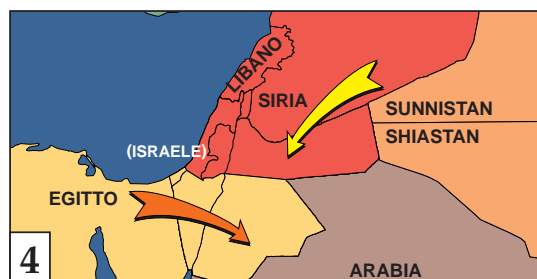 LIBANO
SIRIA
SUNNISTAN
SHIASTAN
(ISRAELE)
EGITTO
4
ARABIA